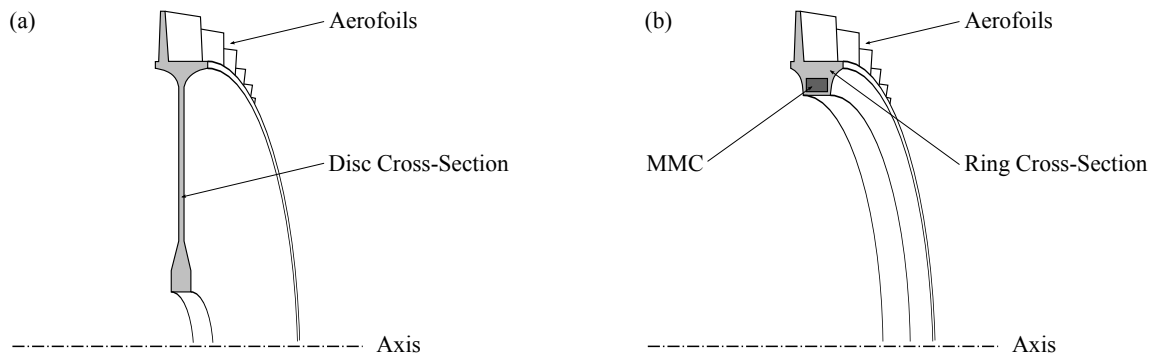 (a)
Aerofoils
Disc Cross-Section
Axis
(b)
Aerofoils
MMC
Ring Cross-Section
Axis